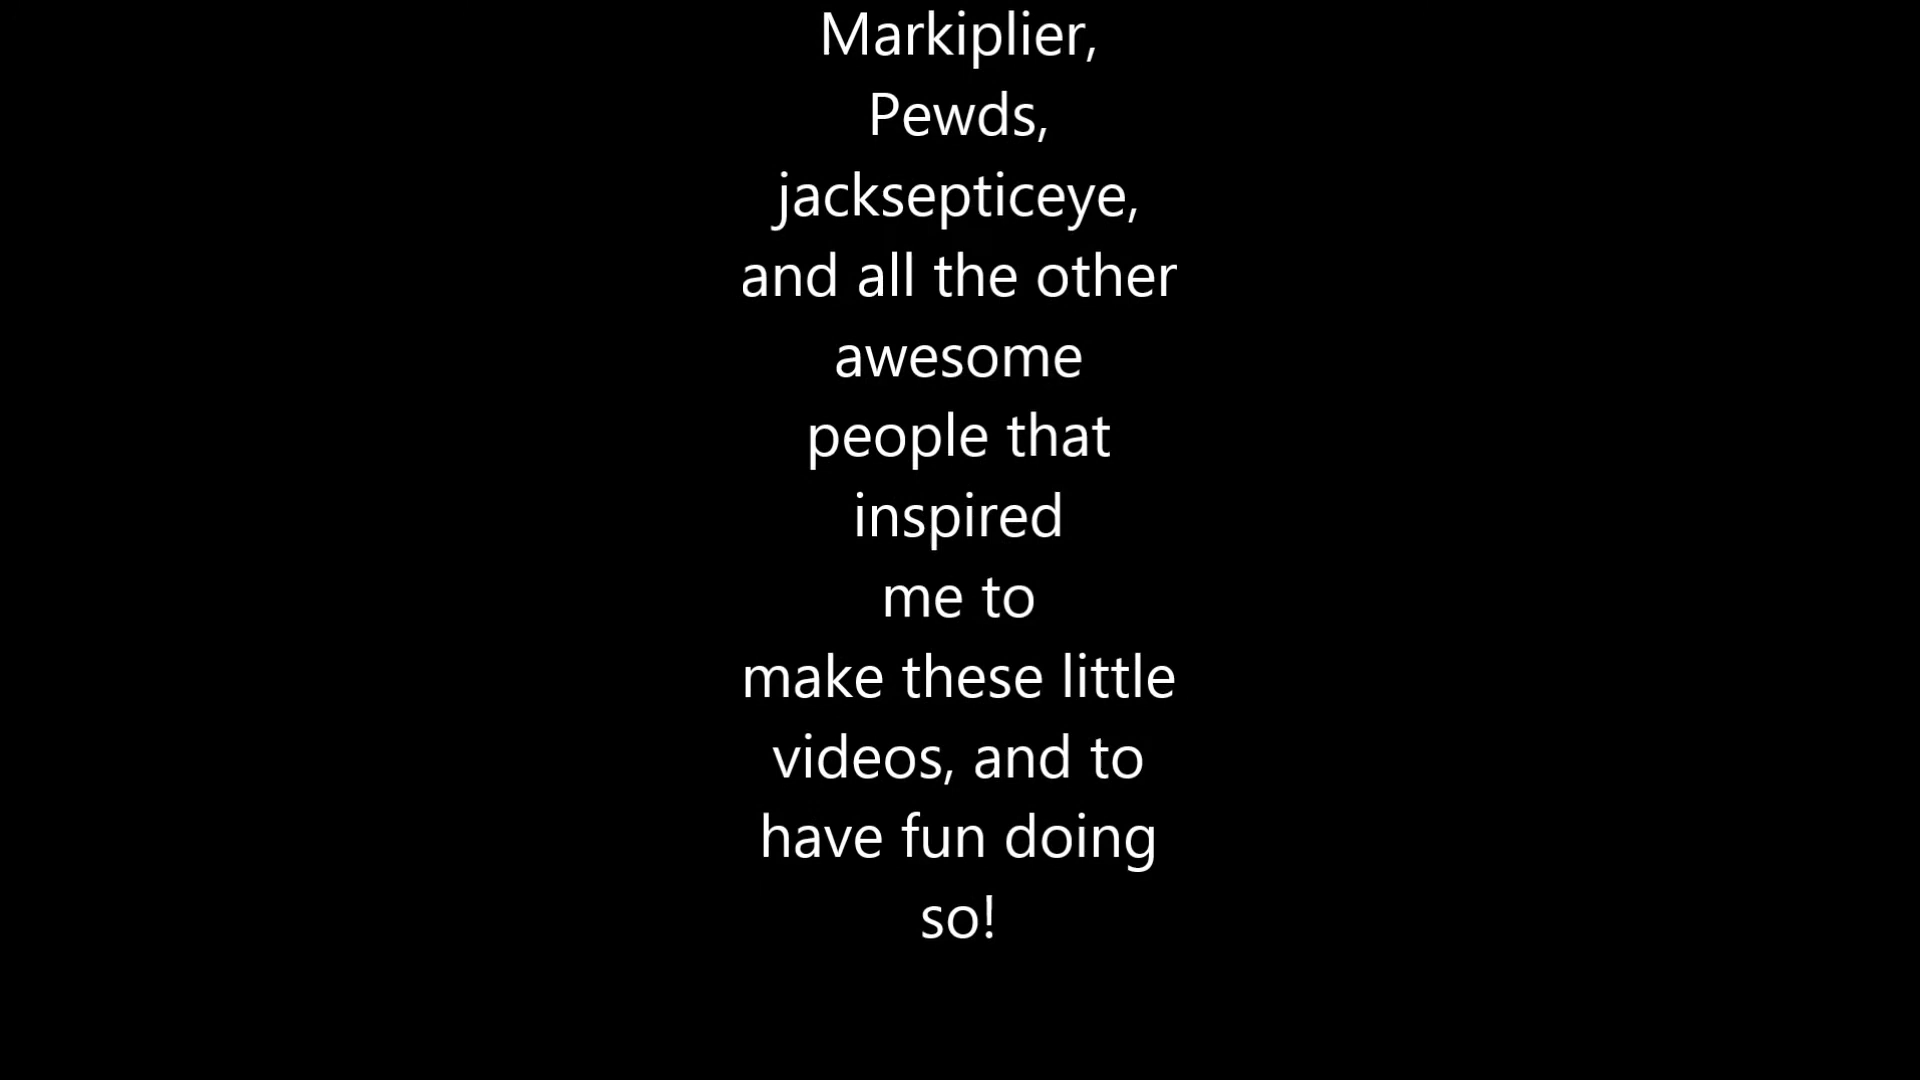 Markiplier,
Pewds,
jacksepticeye,
and all the other
awesome
people that
inspired
me to
make these little
videos, and to
have fun doing
so!